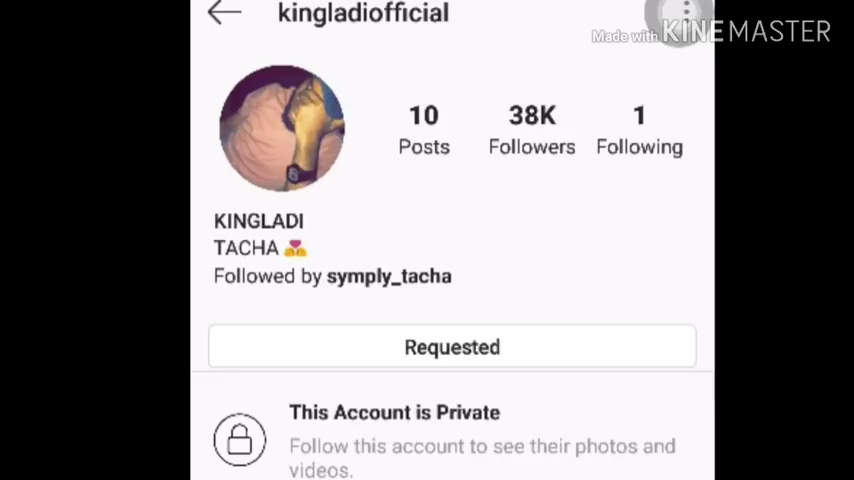 kingladiofficial
Made with KINEMASTER
10 38K 1
Posts Followers Following
KINGLADI
TACHA
Followed by symply_tacha
Requested
This Account is Private
Follow this account to see their photos and
videos.